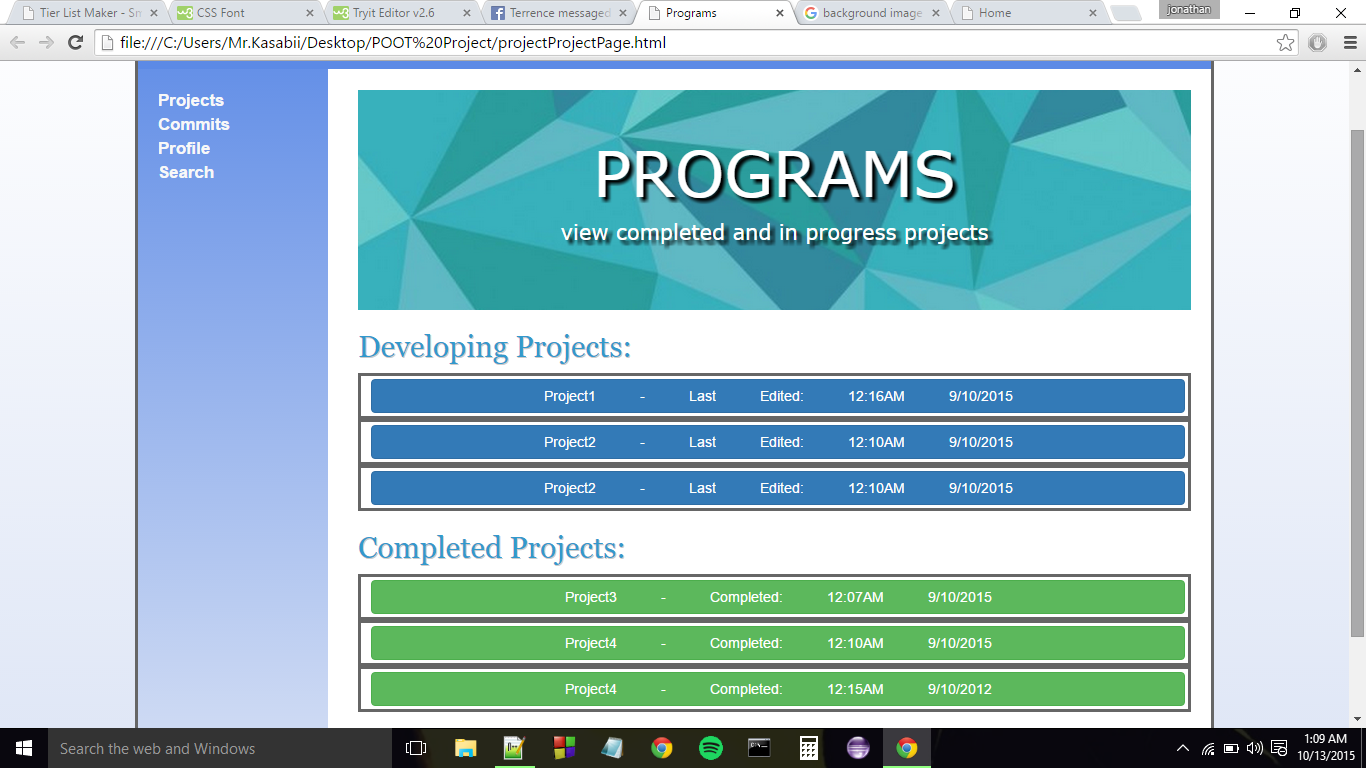 Tier List Maker - Sm
CSS Font
Tryit Editor v2.6
Terrence messaged
Programs
background image
Home
jonathan
file:///C:/Users/Mr.Kasabii/Desktop/POOT%20Project/projectProjectPage.html
Projects
Commits
Profile
Search
PROGRAMS
view completed and in progress projects
Developing Projects:
Project1 - Last Edited: 12:16AM 9/10/2015
Project2 - Last Edited: 12:10AM 9/10/2015
Project2 - Last Edited: 12:10AM 9/10/2015
Completed Projects:
Project3 - Completed: 12:07AM 9/10/2015
Project4 - Completed: 12:10AM 9/10/2015
Project4 - Completed: 12:15AM 9/10/2012
Search the web and Windows
1:09 AM
10/13/2015